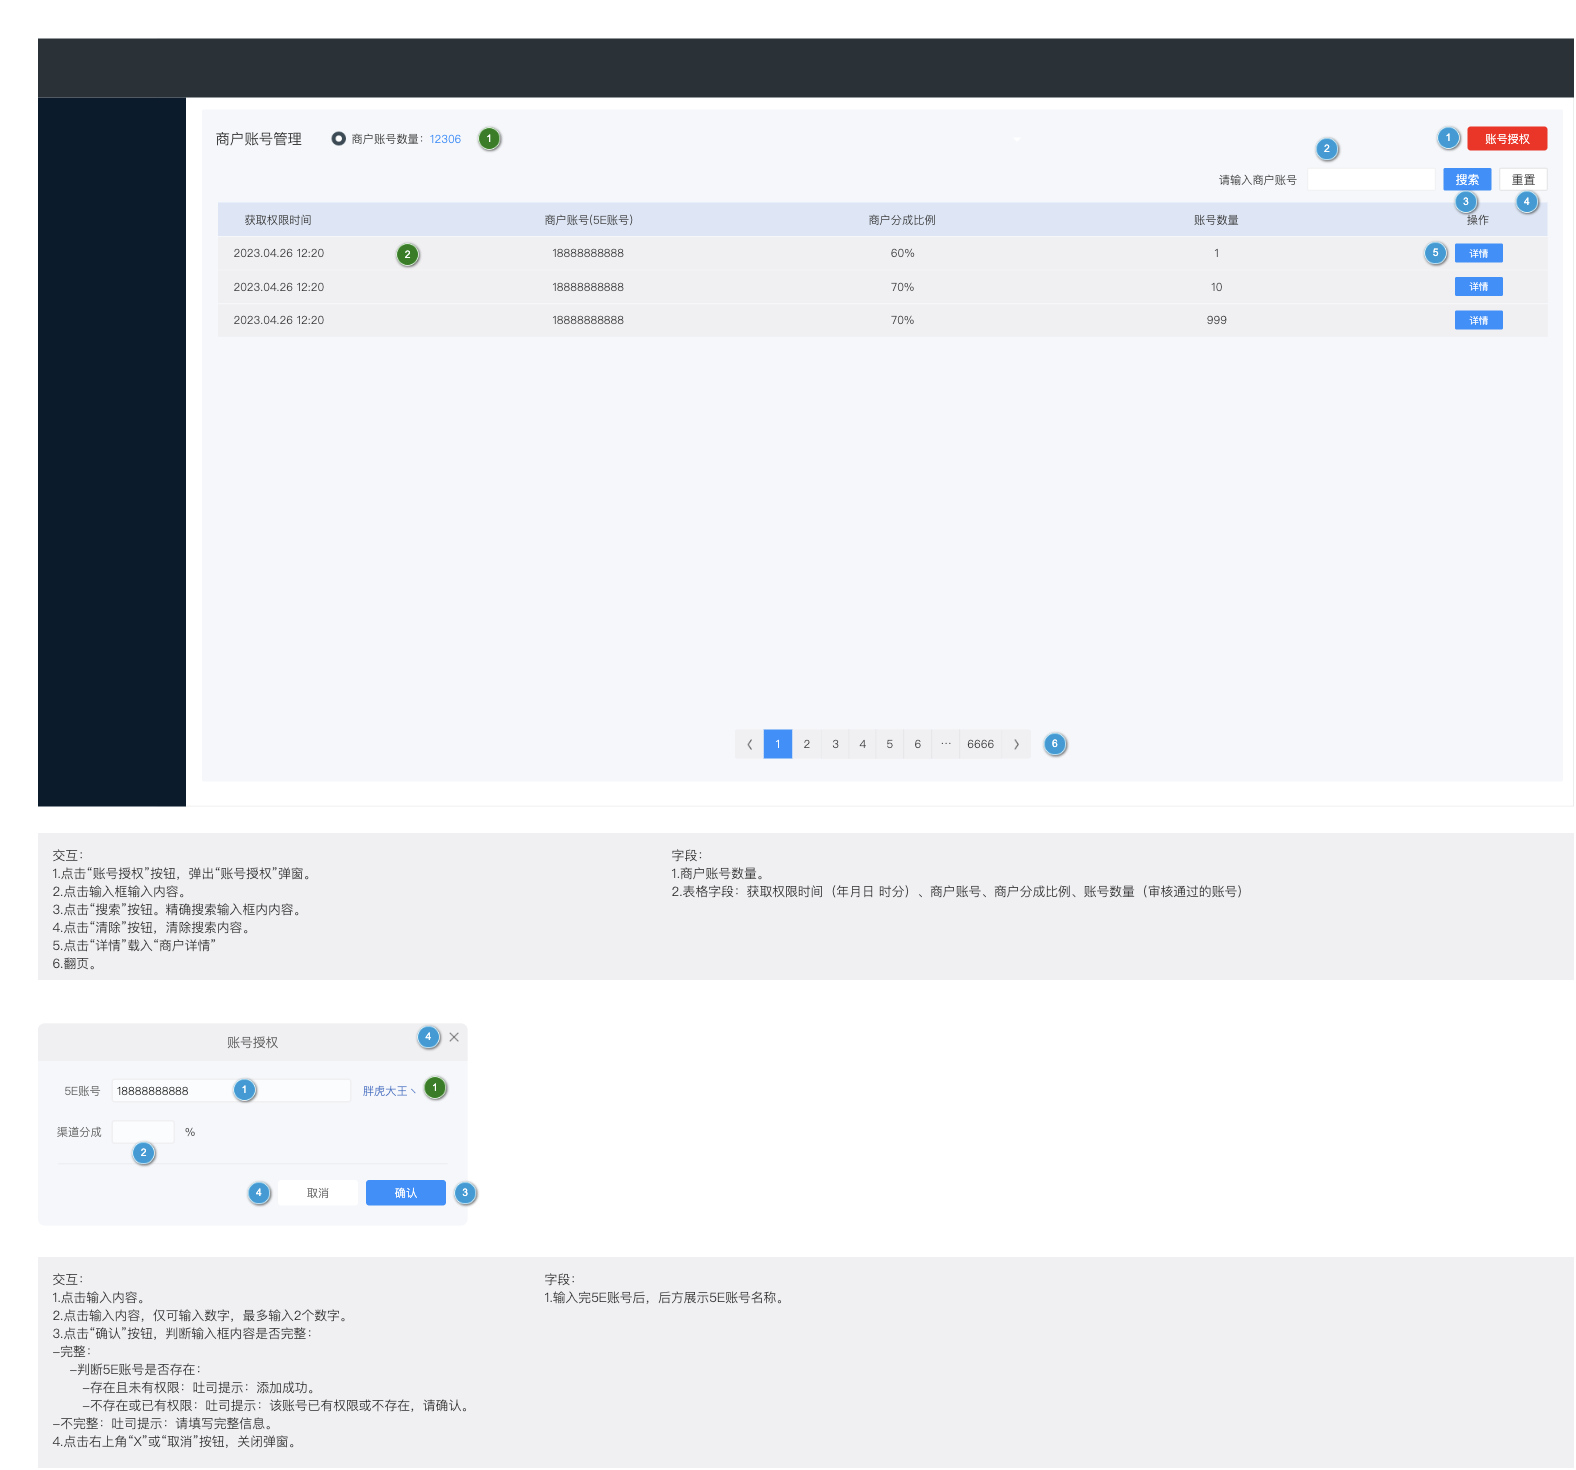 商户账号管理 商户账号数量：12306 1 1 账号授权
2
请输入商户账号 搜索 重置
3 4
获取权限时间 商户账号(5E账号) 商户分成比例 账号数量 操作
2023.04.26 12:20 2 18888888888 60% 1 5 详情
2023.04.26 12:20 18888888888 70% 10 详情
2023.04.26 12:20 18888888888 70% 999 详情
1 2 3 4 5 6 ··· 6666 6
交互：
1.点击“账号授权”按钮，弹出“账号授权”弹窗。
2.点击输入框输入内容。
3.点击“搜索”按钮。精确搜索输入框内内容。
4.点击“清除”按钮，清除搜索内容。
5.点击“详情”载入“商户详情”
6.翻页。
字段：
1.商户账号数量。
2.表格字段：获取权限时间（年月日 时分）、商户账号、商户分成比例、账号数量（审核通过的账号）
账号授权 4
5E账号 18888888888 1 胖虎大王丶 1
渠道分成 %
2
4 取消 确认 3
交互：
1.点击输入内容。
2.点击输入内容，仅可输入数字，最多输入2个数字。
3.点击“确认”按钮，判断输入框内容是否完整：
–完整：
–判断5E账号是否存在：
–存在且未有权限：吐司提示：添加成功。
–不存在或已有权限：吐司提示：该账号已有权限或不存在，请确认。
–不完整：吐司提示：请填写完整信息。
4.点击右上角“X”或“取消”按钮，关闭弹窗。
字段：
1.输入完5E账号后，后方展示5E账号名称。